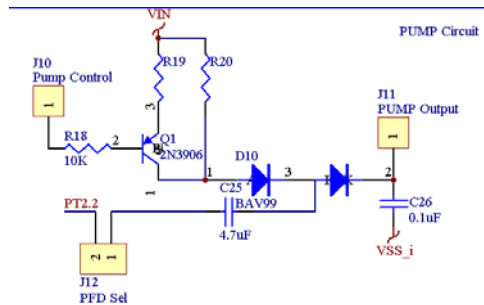 VIN
PUMP Circuit
J10
Pump Control
R19
R20
J11
PUMP Output
1
3
1
R18
2
Q1
2N3906
10K
D10
1
3
2
C25
BAV99
C26
0.1uF
1
PT2.2
4.7uF
VSS_i
2
1
J12
PFD Sel